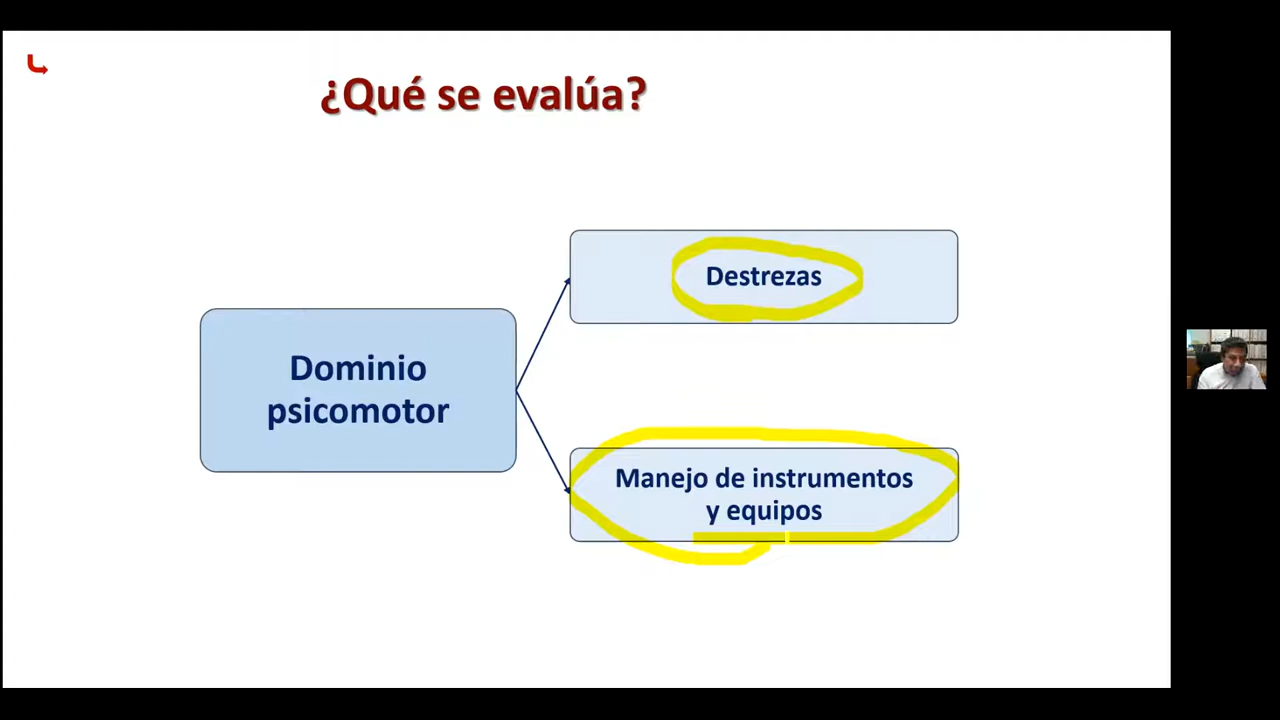 ¿Qué se evalúa?
Destrezas
Dominio
psicomotor
Manejo de instrumentos
y equipos